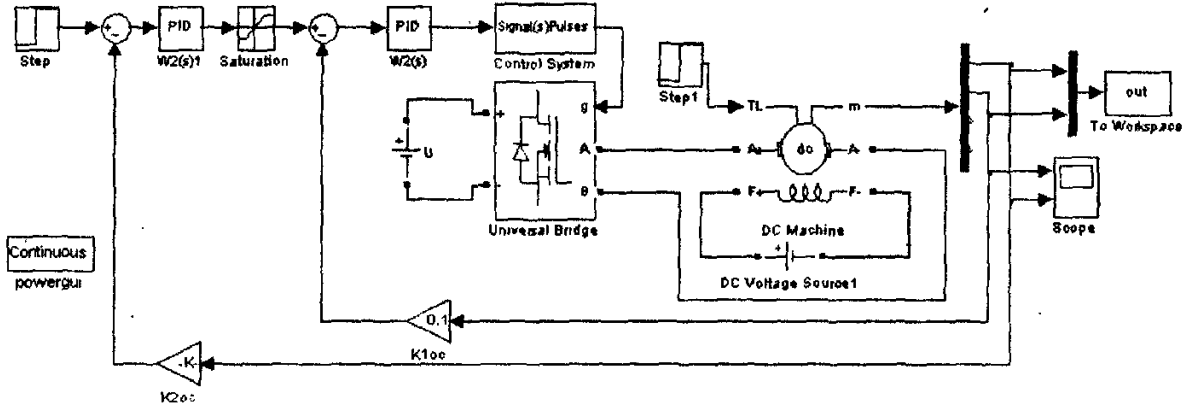 Step
PID
W2(s)1
Saturation
PID
W2(s)
Signal(s)Pulses
Control System
Step1
TL
m
out
To Workspace
g
A
B
+
-
U
Universal Bridge
A+
dc
A-
F+
F-
DC Machine
DC Voltage Source1
Scope
Continuous
powergui
0,1
K1oc
-K-
K2oc